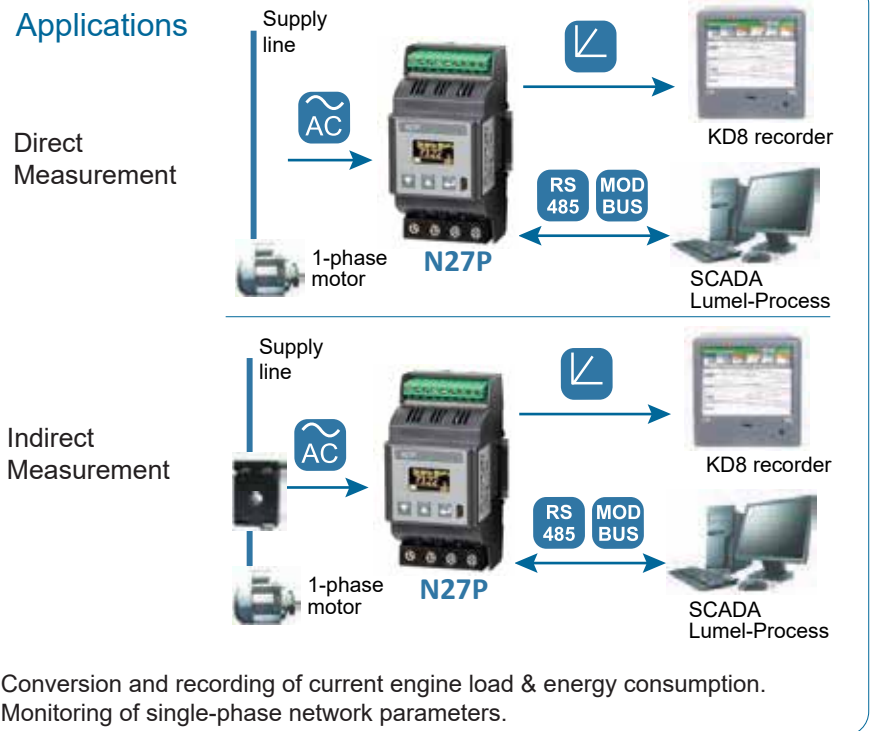 Applications
Supply
line
Direct
Measurement
AC
KD8 recorder
RS
485
MOD
BUS
1-phase
motor
N27P
SCADA
Lumel-Process
Supply
line
Indirect
Measurement
AC
KD8 recorder
RS
485
MOD
BUS
1-phase
motor
N27P
SCADA
Lumel-Process
Conversion and recording of current engine load & energy consumption.
Monitoring of single-phase network parameters.